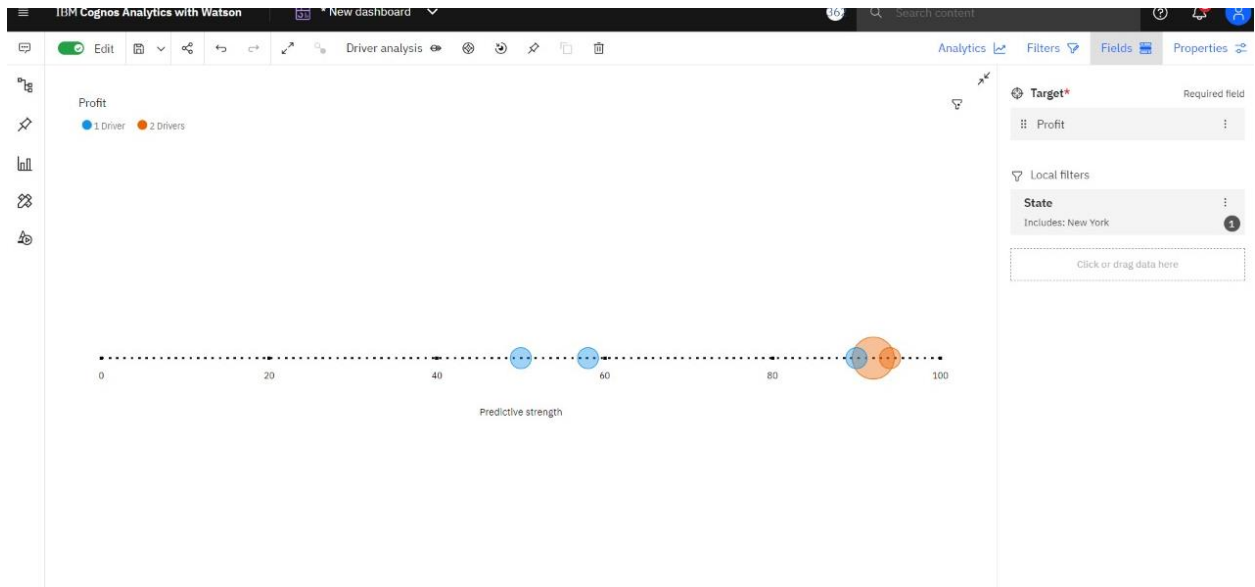 IBM Cognos Analytics with Watson
* New dashboard
362
Search content
Edit
Driver analysis
Analytics
Filters
Fields
Properties
Profit
1 Driver
2 Drivers
0
20
40
60
80
100
Predictive strength
Target*
Required field
Profit
Local filters
State
Includes: New York
1
Click or drag data here